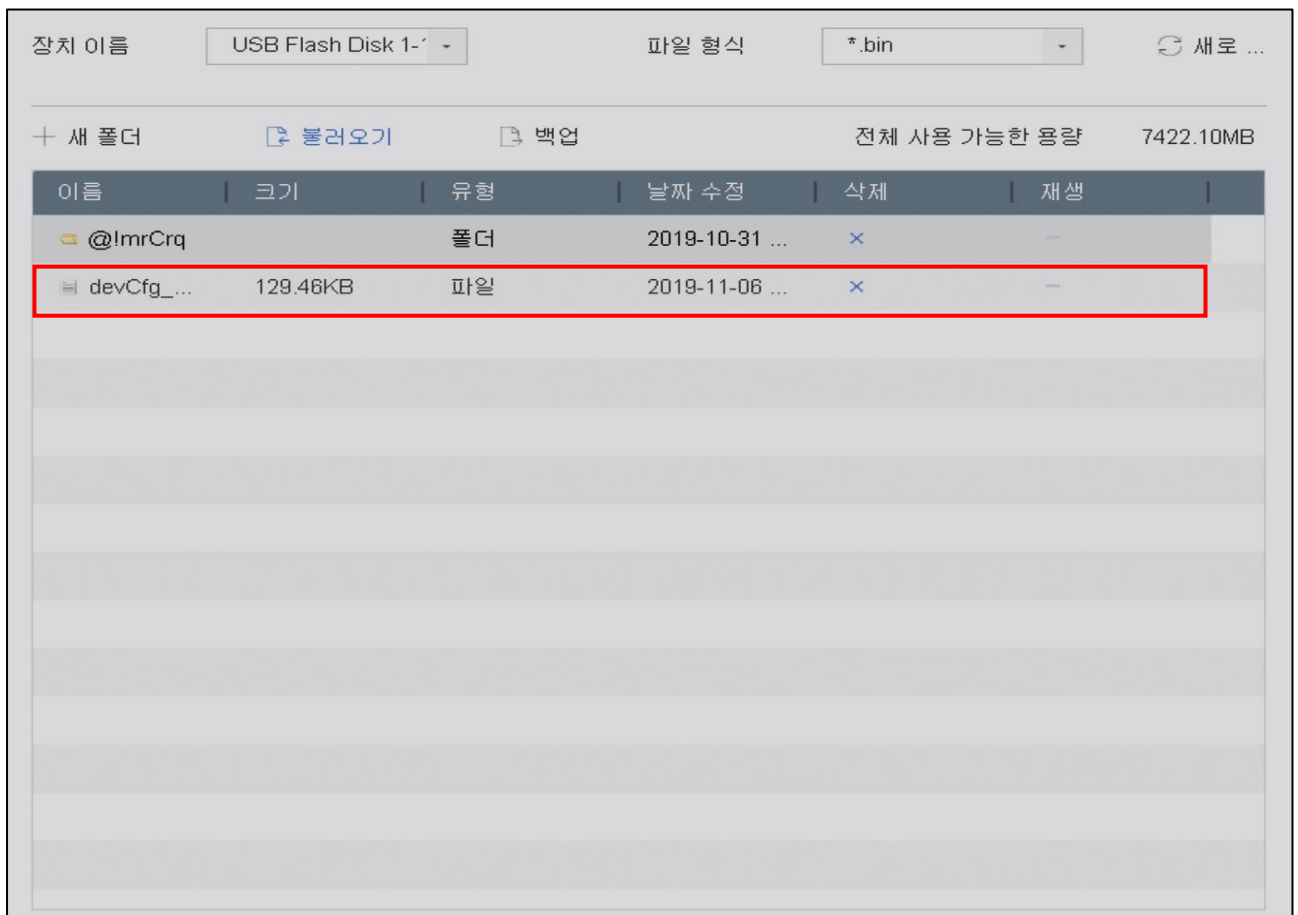 장치 이름 USB Flash Disk 1- 파일 형식 *.bin 새로 ...
새 폴더 불러오기 백업 전체 사용 가능한 용량 7422.10MB
이름 크기 유형 날짜 수정 삭제 재생
@!mrCrq 폴더 2019-10-31 ...
devCfg_... 129.46KB 파일 2019-11-06 ...